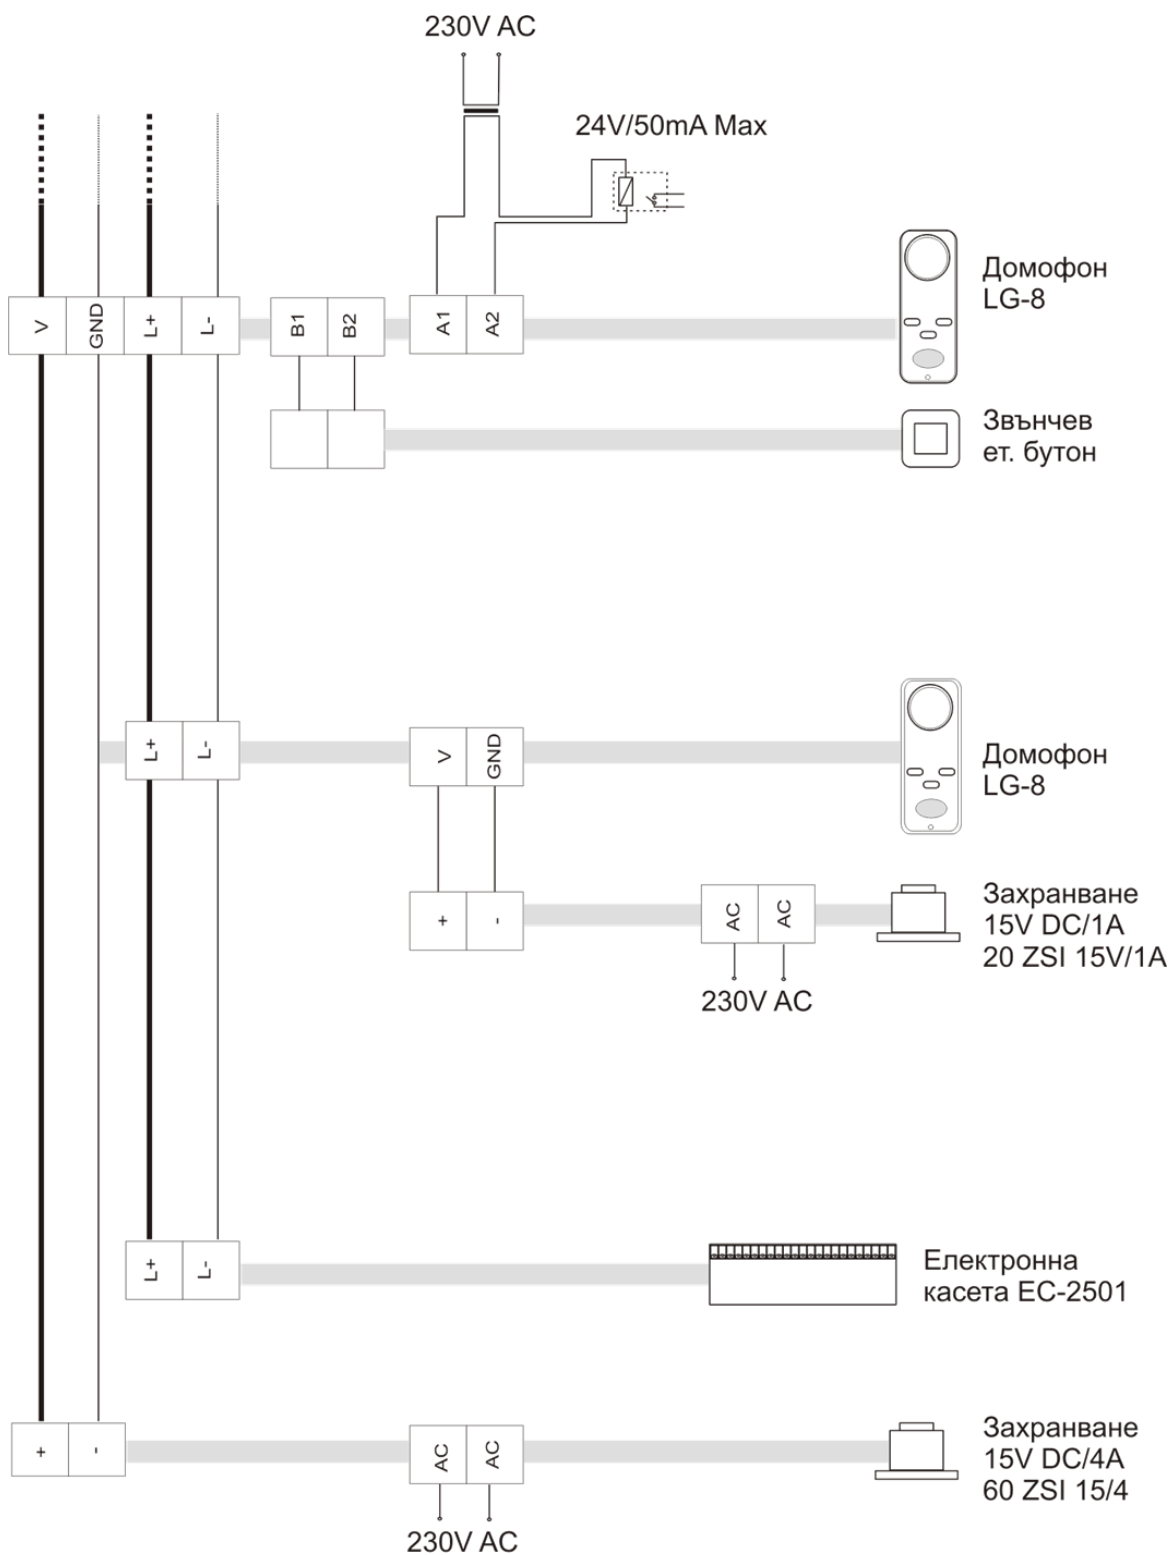 230V AC
24V/50mA Max
V
GND
L+
L-
B1
B2
A1
A2
Домофон
LG-8
Звънчев
ет. бутон
L+
L-
V
GND
Домофон
LG-8
+
-
AC
AC
230V AC
Захранване
15V DC/1A
20 ZSI 15V/1A
L+
L-
Електронна
касета EC-2501
+
-
AC
AC
230V AC
Захранване
15V DC/4A
60 ZSI 15/4